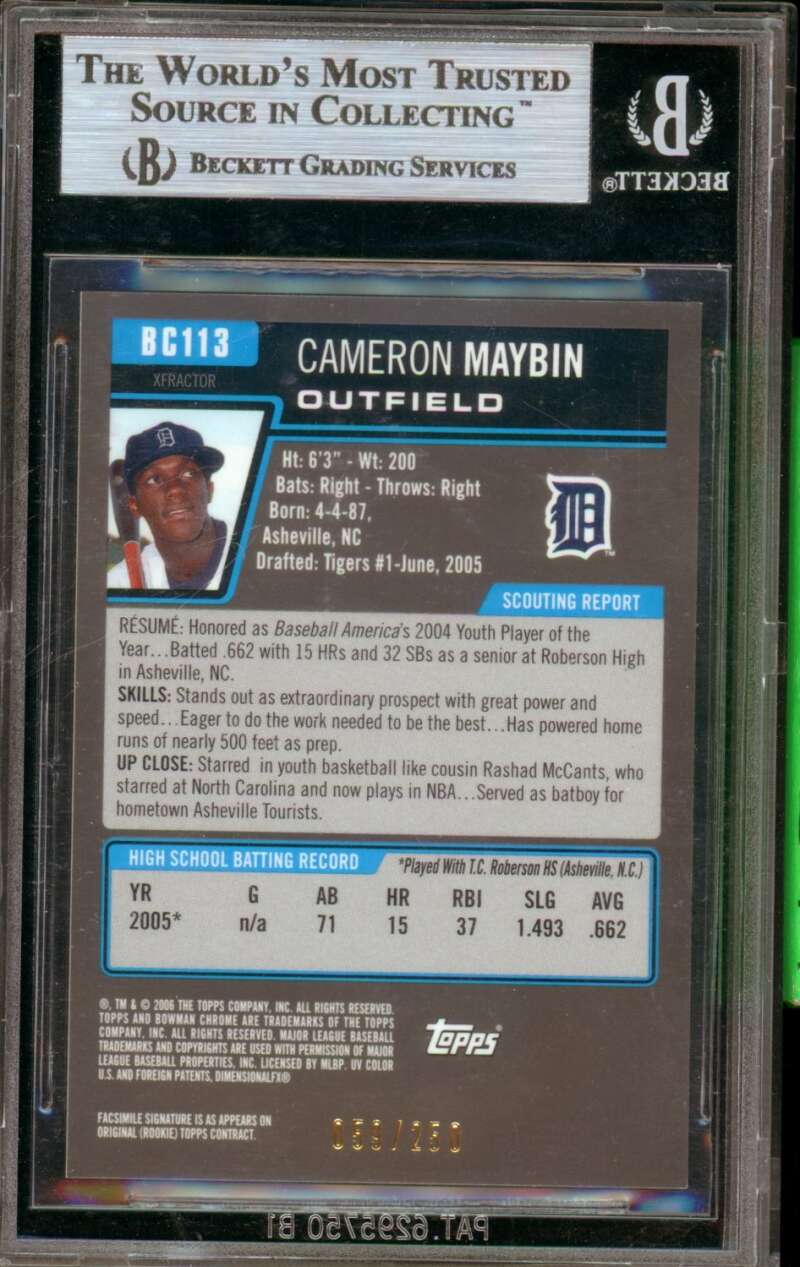 THE WORLD'S MOST TRUSTED
SOURCE IN COLLECTING™
B BECKETT GRADING SERVICES
B
BECKETT®
BC113
XFRACTOR
CAMERON MAYBIN
OUTFIELD
Ht: 6'3" - Wt: 200
Bats: Right - Throws: Right
Born: 4-4-87,
Asheville, NC
Drafted: Tigers #1-June, 2005
D
TM
SCOUTING REPORT
RÉSUMÉ: Honored as Baseball America's 2004 Youth Player of the
Year...Batted .662 with 15 HRs and 32 SBs as a senior at Roberson High
in Asheville, NC.
SKILLS: Stands out as extraordinary prospect with great power and
speed...Eager to do the work needed to be the best...Has powered home
runs of nearly 500 feet as prep.
UP CLOSE: Starred in youth basketball like cousin Rashad McCants, who
starred at North Carolina and now plays in NBA...Served as batboy for
hometown Asheville Tourists.
HIGH SCHOOL BATTING RECORD *Played With T.C. Roberson HS (Asheville, N.C.)
YR G AB HR RBI SLG AVG
2005* n/a 71 15 37 1.493 .662
®, TM & © 2006 THE TOPPS COMPANY, INC. ALL RIGHTS RESERVED.
TOPPS AND BOWMAN CHROME ARE TRADEMARKS OF THE TOPPS
COMPANY, INC. ALL RIGHTS RESERVED. MAJOR LEAGUE BASEBALL
TRADEMARKS AND COPYRIGHTS ARE USED WITH PERMISSION OF MAJOR
LEAGUE BASEBALL PROPERTIES, INC. LICENSED BY MLBP. UV COLOR
U.S. AND FOREIGN PATENTS, DIMENSIONALFX®
Topps®
FACSIMILE SIGNATURE IS AS APPEARS ON
ORIGINAL (ROOKIE) TOPPS CONTRACT.
059/250
PAT.6295750 B1